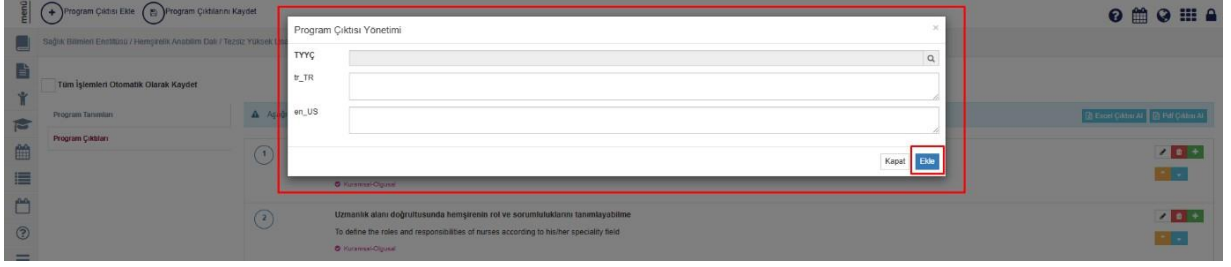 menü
Program Çıktısı Ekle
Program Çıktılarını Kaydet
Sağlık Bilimleri Enstitüsü / Hemşirelik Anabilim Dalı / Tezsiz Yüksek
Program Çıktısı Yönetimi
×
TYYÇ
tr_TR
en_US
Kapat
Ekle
Tüm İşlemleri Otomatik Olarak Kaydet
Program Tanımları
Program Çıktıları
Excel Çıktısı Al
Pdf Çıktısı Al
1
Kuramsal-Olgusal
2
Uzmanlık alanı doğrultusunda hemşirenin rol ve sorumluluklarını tanımlayabilme
To define the roles and responsibilities of nurses according to his/her speciality field
Kuramsal-Olgusal